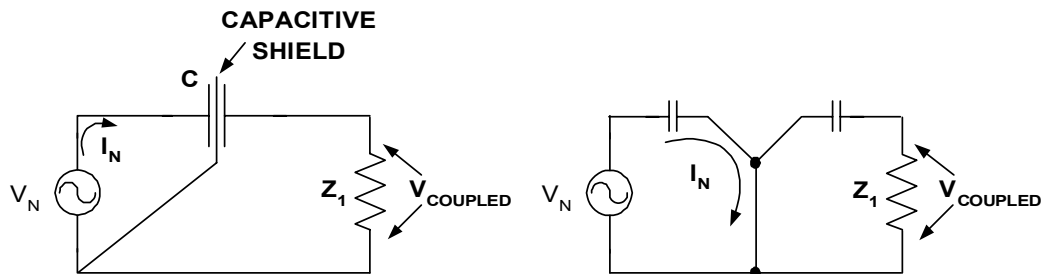 CAPACITIVE
SHIELD
C
I_N
V_N
Z_1
V_COUPLED
I_N
V_N
Z_1
V_COUPLED